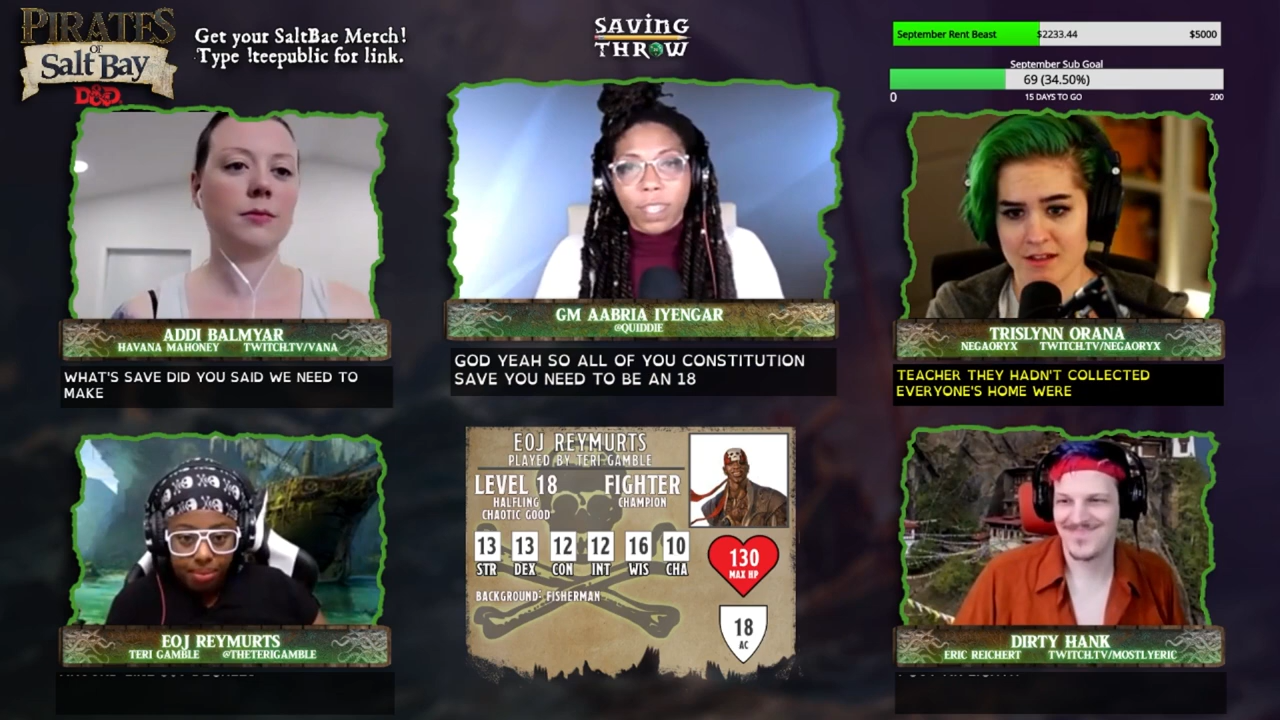 PIRATES
OF
Salt Bay
D&D
Get your SaltBae Merch!
Type !teepublic for link.
SAVING
THROW
September Rent Beast $2233.44 $5000
September Sub Goal
69 (34.50%)
0 15 DAYS TO GO 200
ADDI BALMYAR
HAVANA MAHONEY TWITCH.TV/VANA
WHAT'S SAVE DID YOU SAID WE NEED TO
MAKE
GM AABRIA IYENGAR
@QUIDDIE
GOD YEAH SO ALL OF YOU CONSTITUTION
SAVE YOU NEED TO BE AN 18
TRISLYNN ORANA
NEGAORYX TWITCH.TV/NEGAORYX
TEACHER THEY HADN'T COLLECTED
EVERYONE'S HOME WERE
EOJ REYMURTS
PLAYED BY TERI GAMBLE
LEVEL 18 FIGHTER
HALFLING CHAMPION
CHAOTIC GOOD
13 13 12 12 16 10
STR DEX CON INT WIS CHA
130
MAX HP
BACKGROUND: FISHERMAN
18
AC
EOJ REYMURTS
TERI GAMBLE @THETERIGAMBLE
DIRTY HANK
ERIC REICHERT TWITCH.TV/MOSTLYERIC